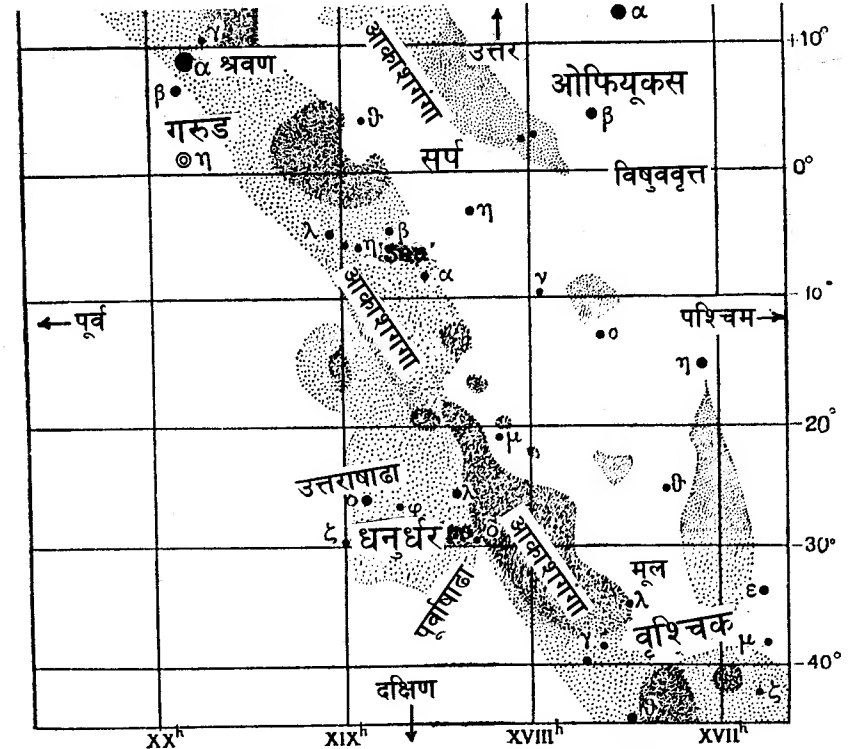 α
γ
उत्तर
आकाशगंगा
+10°
α श्रवण
ओफियूकस
β
β
ϑ
गरुड
η
सर्प
0°
विषुववृत्त
η
λ
β
η
α
आकाशगंगा
ν
-10°
पूर्व
पश्चिम
ο
η
-20°
μ
उत्तराषाढा
λ
ϑ
φ
ζ
धनुर्धर
आकाशगंगा
-30°
मूल
पूर्वाषाढा
λ
ε
वृश्चिक
γ
μ
-40°
दक्षिण
ζ
ϑ
XXʰ
XIXʰ
XVIIIʰ
XVIIʰ